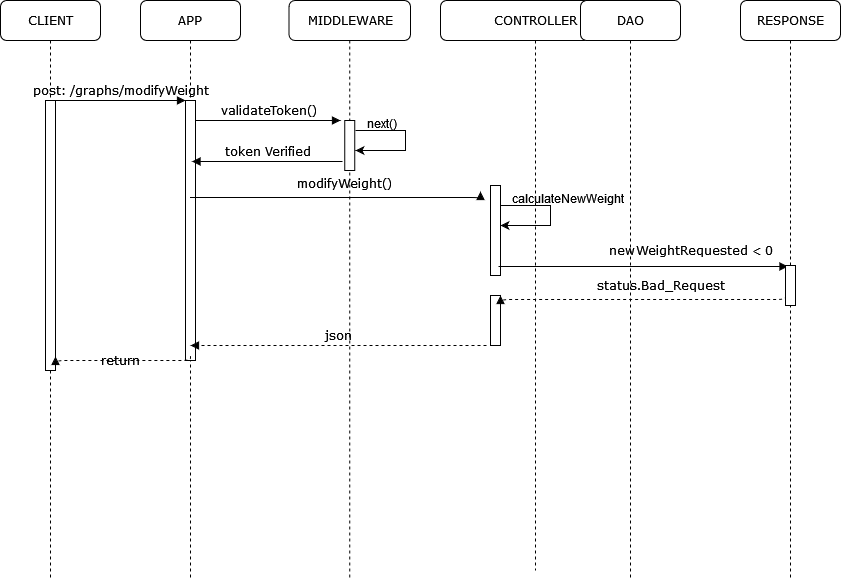 CLIENT
APP
MIDDLEWARE
CONTROLLER
DAO
RESPONSE
post: /graphs/modifyWeight
validateToken()
next()
token Verified
modifyWeight()
calculateNewWeight
newWeightRequested < 0
status.Bad_Request
json
return